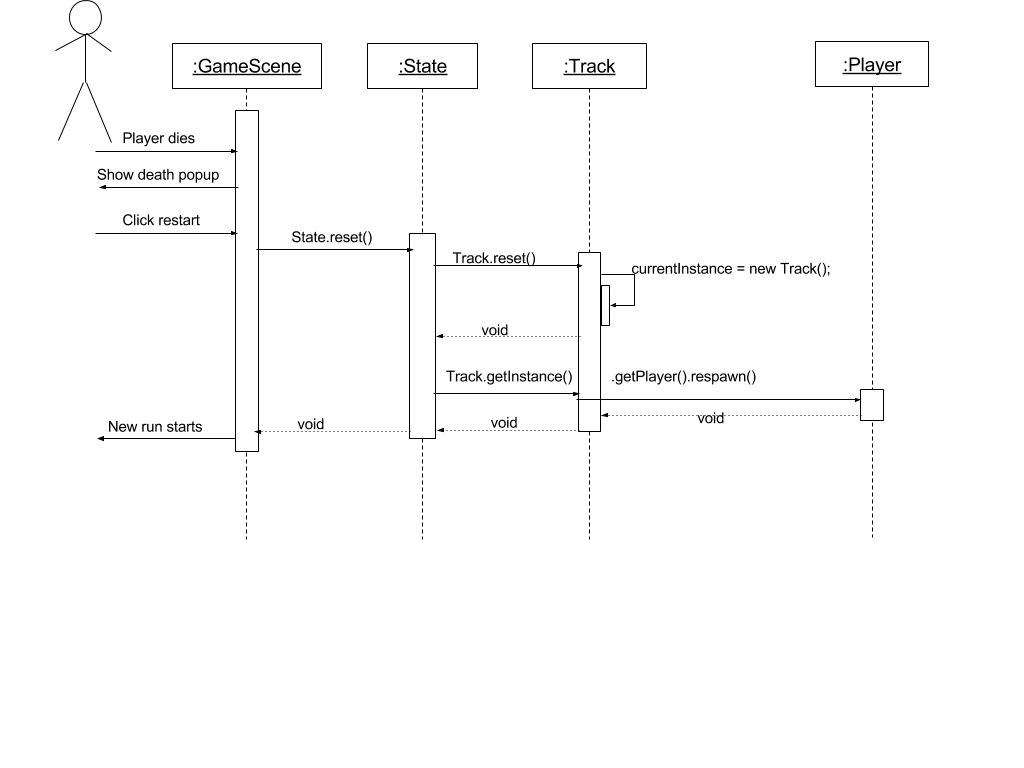 :GameScene
:State
:Track
:Player
Player dies
Show death popup
Click restart
State.reset()
Track.reset()
currentInstance = new Track();
void
Track.getInstance()
.getPlayer().respawn()
void
void
void
New run starts